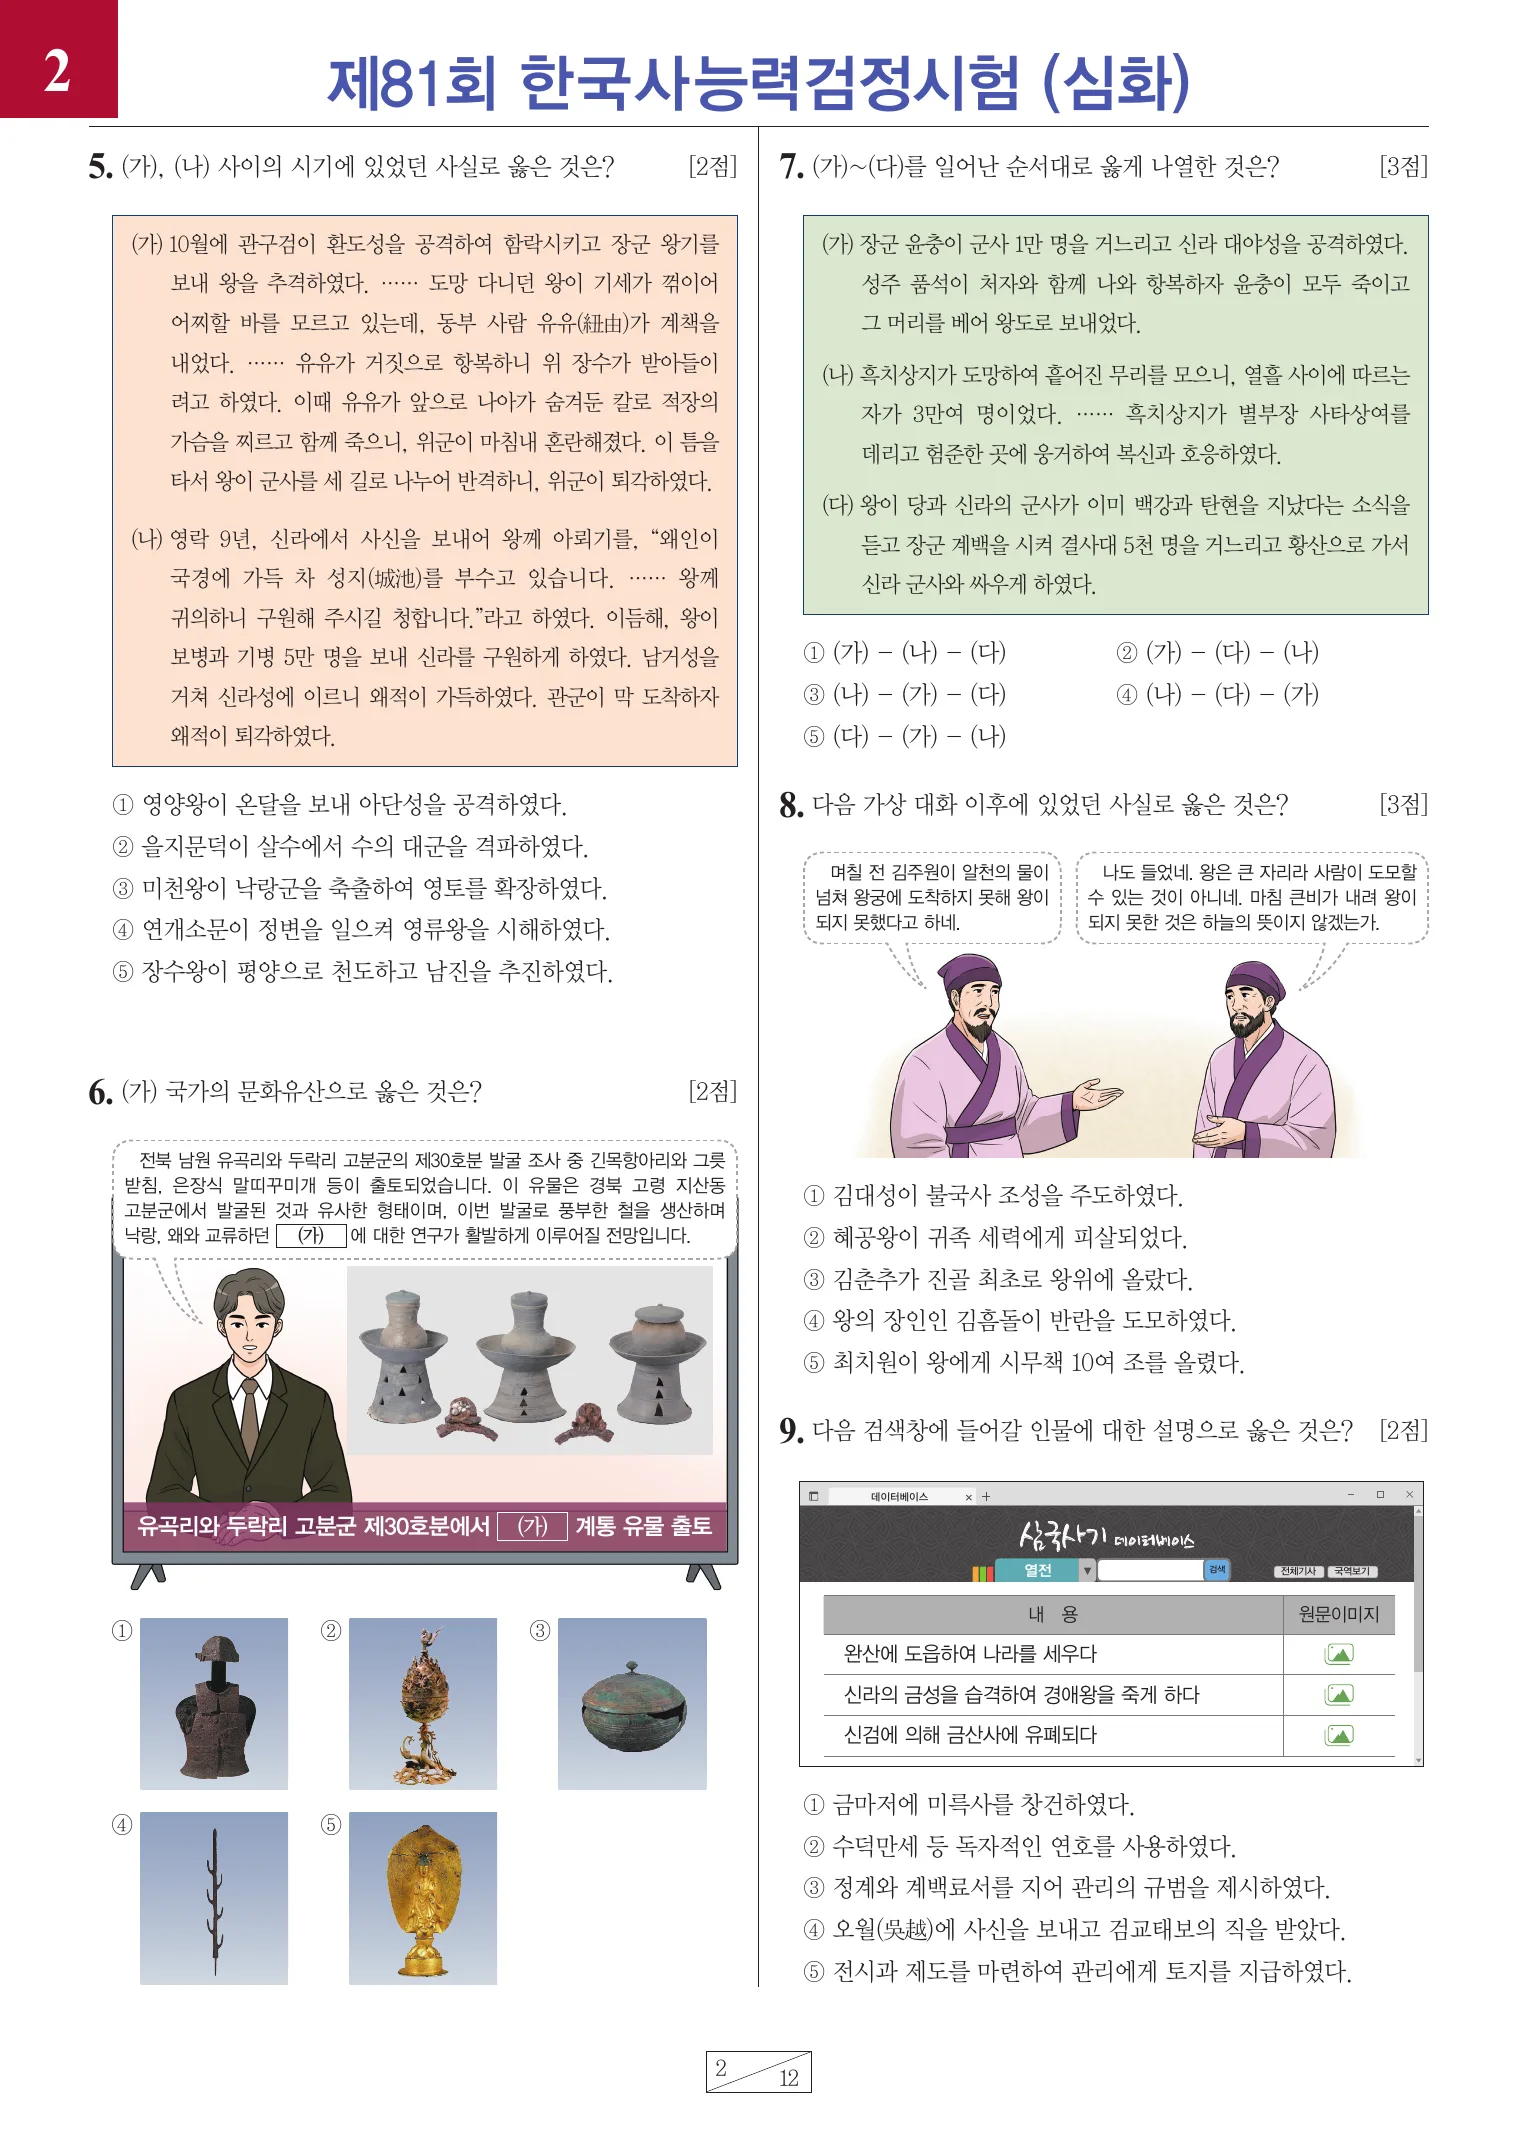 2
제81회 한국사능력검정시험 (심화)
5. (가), (나) 사이의 시기에 있었던 사실로 옳은 것은? [2점]
(가) 10월에 관구검이 환도성을 공격하여 함락시키고 장군 왕기를
보내 왕을 추격하였다. …… 도망 다니던 왕이 기세가 꺾이어
어찌할 바를 모르고 있는데, 동부 사람 유유(紐由)가 계책을
내었다. …… 유유가 거짓으로 항복하니 위 장수가 받아들이
려고 하였다. 이때 유유가 앞으로 나아가 숨겨둔 칼로 적장의
가슴을 찌르고 함께 죽으니, 위군이 마침내 혼란해졌다. 이 틈을
타서 왕이 군사를 세 길로 나누어 반격하니, 위군이 퇴각하였다.
(나) 영락 9년, 신라에서 사신을 보내어 왕께 아뢰기를, “왜인이
국경에 가득 차 성지(城池)를 부수고 있습니다. …… 왕께
귀의하니 구원해 주시길 청합니다.”라고 하였다. 이듬해, 왕이
보병과 기병 5만 명을 보내 신라를 구원하게 하였다. 남거성을
거쳐 신라성에 이르니 왜적이 가득하였다. 관군이 막 도착하자
왜적이 퇴각하였다.
① 영양왕이 온달을 보내 아단성을 공격하였다.
② 을지문덕이 살수에서 수의 대군을 격파하였다.
③ 미천왕이 낙랑군을 축출하여 영토를 확장하였다.
④ 연개소문이 정변을 일으켜 영류왕을 시해하였다.
⑤ 장수왕이 평양으로 천도하고 남진을 추진하였다.
6. (가) 국가의 문화유산으로 옳은 것은? [2점]
전북 남원 유곡리와 두락리 고분군의 제30호분 발굴 조사 중 긴목항아리와 그릇
받침, 은장식 말띠꾸미개 등이 출토되었습니다. 이 유물은 경북 고령 지산동
고분군에서 발굴된 것과 유사한 형태이며, 이번 발굴로 풍부한 철을 생산하며
낙랑, 왜와 교류하던 (가) 에 대한 연구가 활발하게 이루어질 전망입니다.
유곡리와 두락리 고분군 제30호분에서 (가) 계통 유물 출토
① ② ③
④ ⑤
7. (가)~(다)를 일어난 순서대로 옳게 나열한 것은? [3점]
(가) 장군 윤충이 군사 1만 명을 거느리고 신라 대야성을 공격하였다.
성주 품석이 처자와 함께 나와 항복하자 윤충이 모두 죽이고
그 머리를 베어 왕도로 보내었다.
(나) 흑치상지가 도망하여 흩어진 무리를 모으니, 열흘 사이에 따르는
자가 3만여 명이었다. …… 흑치상지가 별부장 사타상여를
데리고 험준한 곳에 웅거하여 복신과 호응하였다.
(다) 왕이 당과 신라의 군사가 이미 백강과 탄현을 지났다는 소식을
듣고 장군 계백을 시켜 결사대 5천 명을 거느리고 황산으로 가서
신라 군사와 싸우게 하였다.
① (가) - (나) - (다) ② (가) - (다) - (나)
③ (나) - (가) - (다) ④ (나) - (다) - (가)
⑤ (다) - (가) - (나)
8. 다음 가상 대화 이후에 있었던 사실로 옳은 것은? [3점]
며칠 전 김주원이 알천의 물이
넘쳐 왕궁에 도착하지 못해 왕이
되지 못했다고 하네.
나도 들었네. 왕은 큰 자리라 사람이 도모할
수 있는 것이 아니네. 마침 큰비가 내려 왕이
되지 못한 것은 하늘의 뜻이지 않겠는가.
① 김대성이 불국사 조성을 주도하였다.
② 혜공왕이 귀족 세력에게 피살되었다.
③ 김춘추가 진골 최초로 왕위에 올랐다.
④ 왕의 장인인 김흠돌이 반란을 도모하였다.
⑤ 최치원이 왕에게 시무책 10여 조를 올렸다.
9. 다음 검색창에 들어갈 인물에 대한 설명으로 옳은 것은? [2점]
데이터베이스
삼국사기 데이터베이스
열전 ▼ 검색 전체기사 국역보기
내 용 원문이미지
완산에 도읍하여 나라를 세우다
신라의 금성을 습격하여 경애왕을 죽게 하다
신검에 의해 금산사에 유폐되다
① 금마저에 미륵사를 창건하였다.
② 수덕만세 등 독자적인 연호를 사용하였다.
③ 정계와 계백료서를 지어 관리의 규범을 제시하였다.
④ 오월(吳越)에 사신을 보내고 검교태보의 직을 받았다.
⑤ 전시과 제도를 마련하여 관리에게 토지를 지급하였다.
2 12